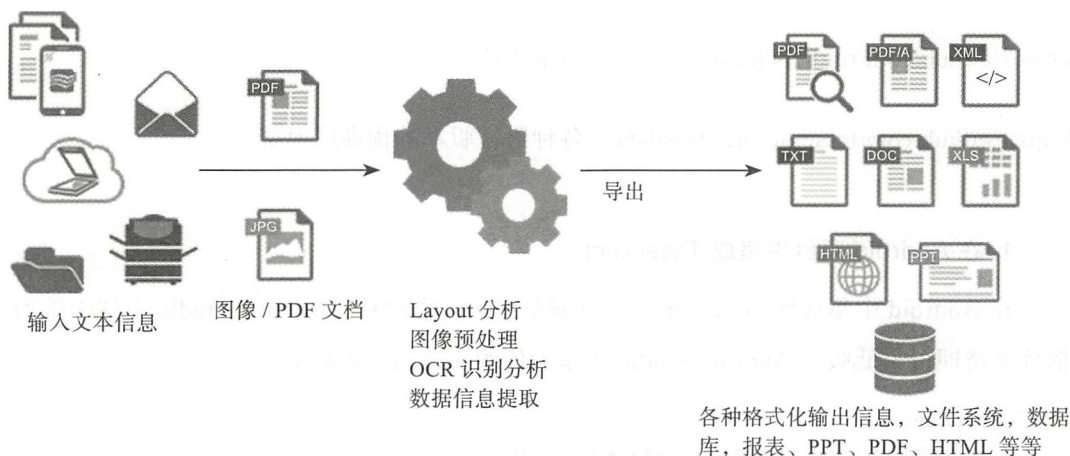 PDF
JPG
输入文本信息
图像 / PDF 文档
Layout 分析
图像预处理
OCR 识别分析
数据信息提取
导出
PDF
PDF/A
XML
</>
TXT
DOC
XLS
HTML
PPT
各种格式化输出信息，文件系统，数据
库，报表、PPT、PDF、HTML 等等